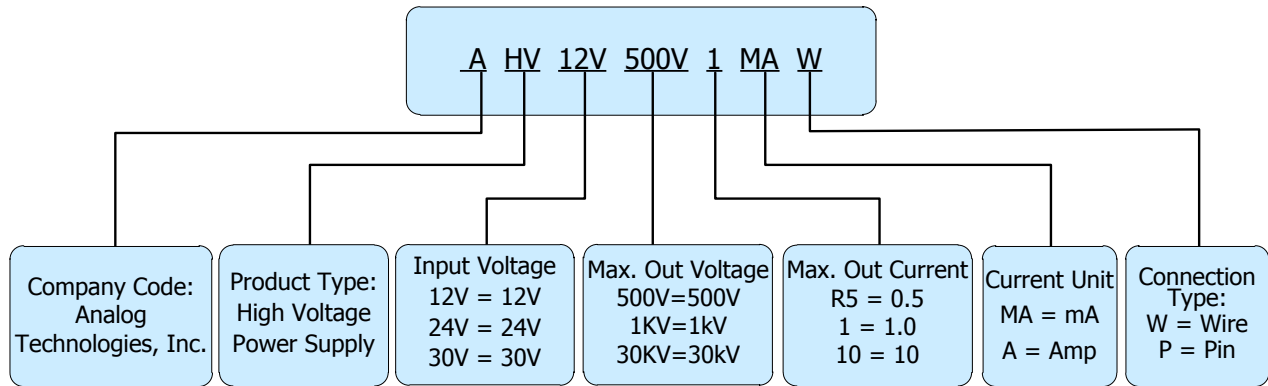 A HV 12V 500V 1 MA W
Company Code:
Analog
Technologies, Inc.
Product Type:
High Voltage
Power Supply
Input Voltage
12V = 12V
24V = 24V
30V = 30V
Max. Out Voltage
500V=500V
1KV=1kV
30KV=30kV
Max. Out Current
R5 = 0.5
1 = 1.0
10 = 10
Current Unit
MA = mA
A = Amp
Connection
Type:
W = Wire
P = Pin